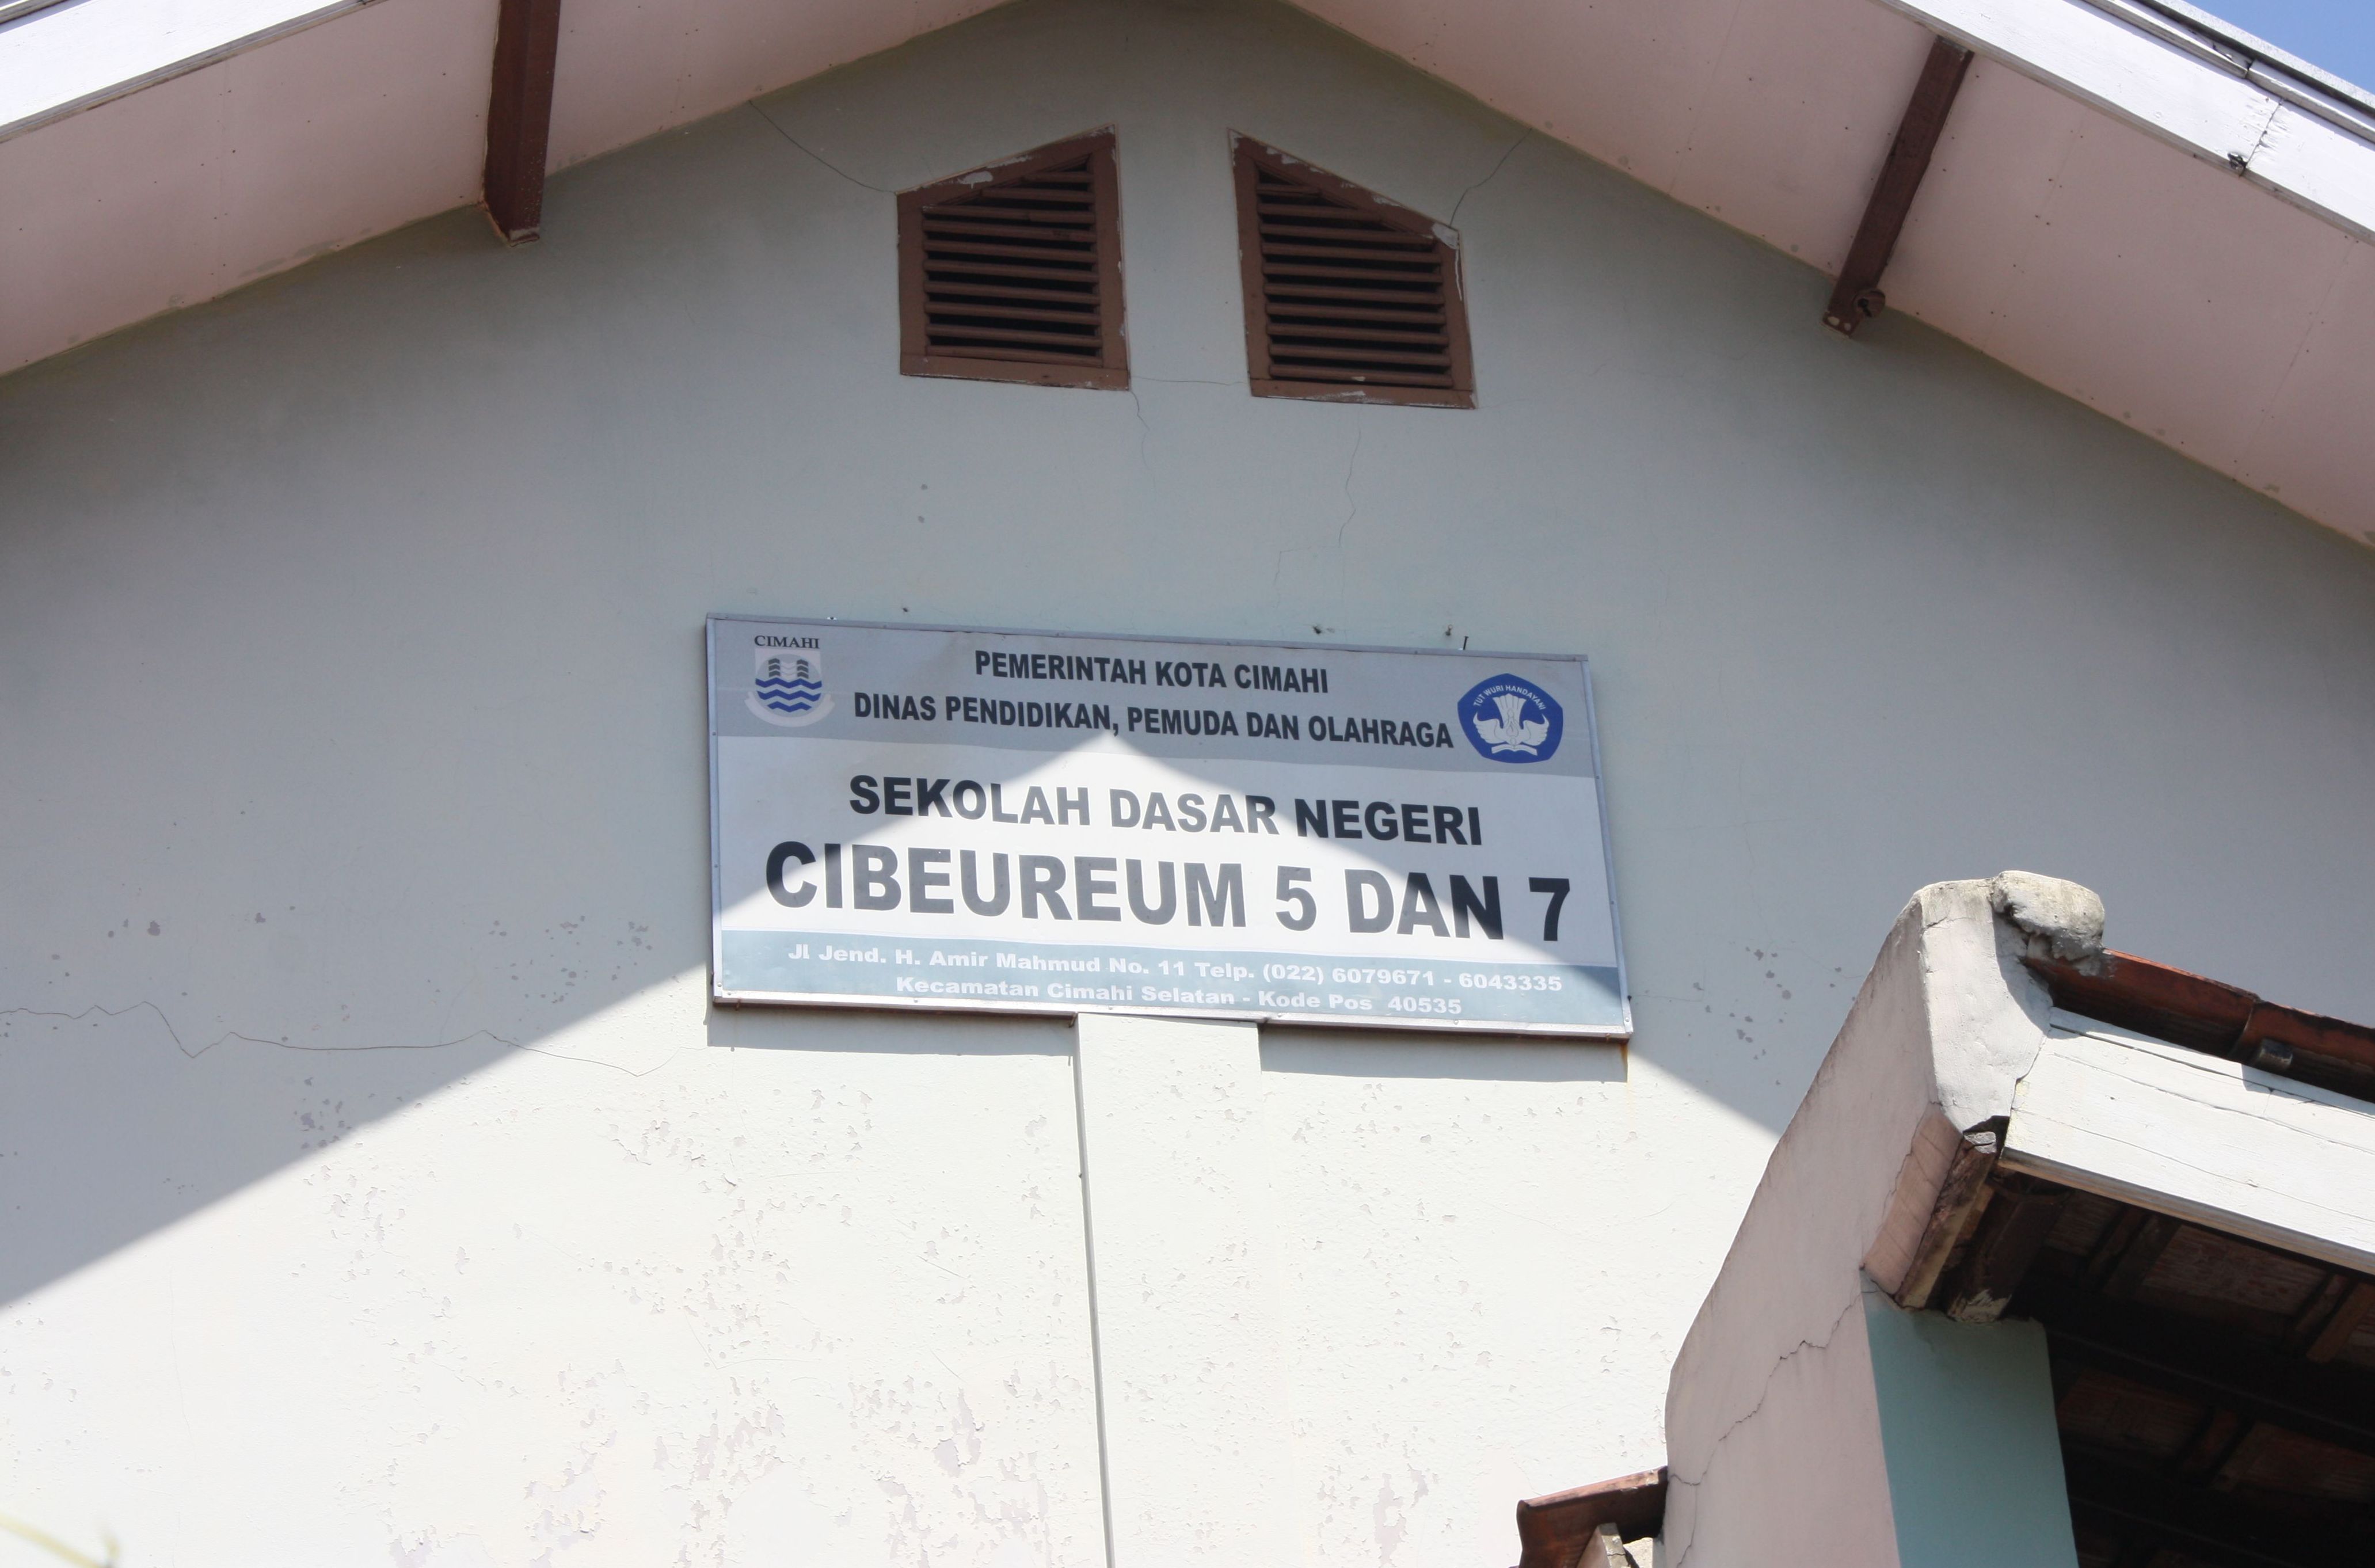 CIMAHI
PEMERINTAH KOTA CIMAHI
DINAS PENDIDIKAN, PEMUDA DAN OLAHRAGA
TUT WURI HANDAYANI
SEKOLAH DASAR NEGERI
CIBEUREUM 5 DAN 7
Jl Jend. H. Amir Mahmud No. 11 Telp. (022) 6079671 - 6043335
Kecamatan Cimahi Selatan - Kode Pos 40535